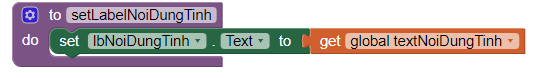 to setLabelNoiDungTinh
do set lbNoiDungTinh . Text to get global textNoiDungTinh